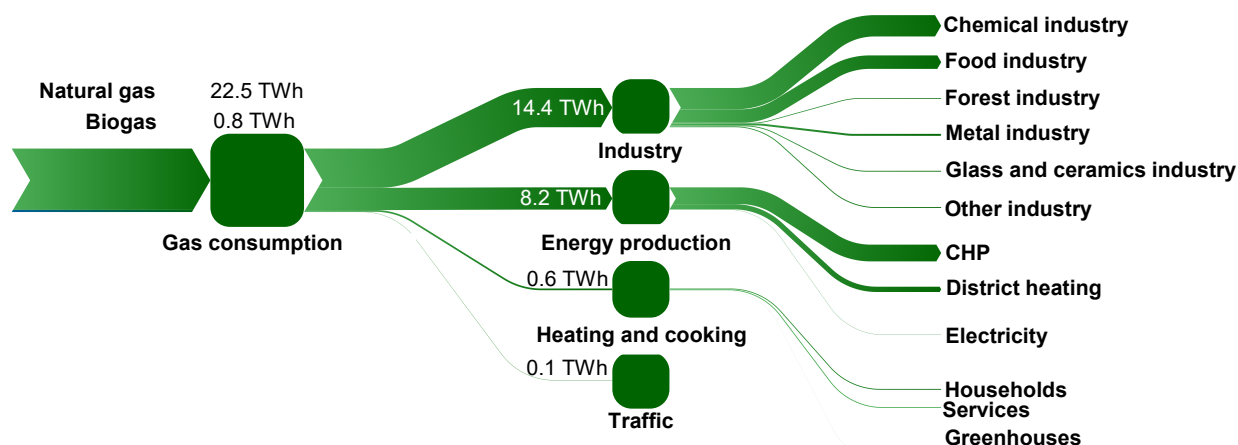 Natural gas 22.5 TWh
Biogas 0.8 TWh
Gas consumption
14.4 TWh
Industry
8.2 TWh
Energy production
0.6 TWh
Heating and cooking
0.1 TWh
Traffic
Chemical industry
Food industry
Forest industry
Metal industry
Glass and ceramics industry
Other industry
CHP
District heating
Electricity
Households
Services
Greenhouses